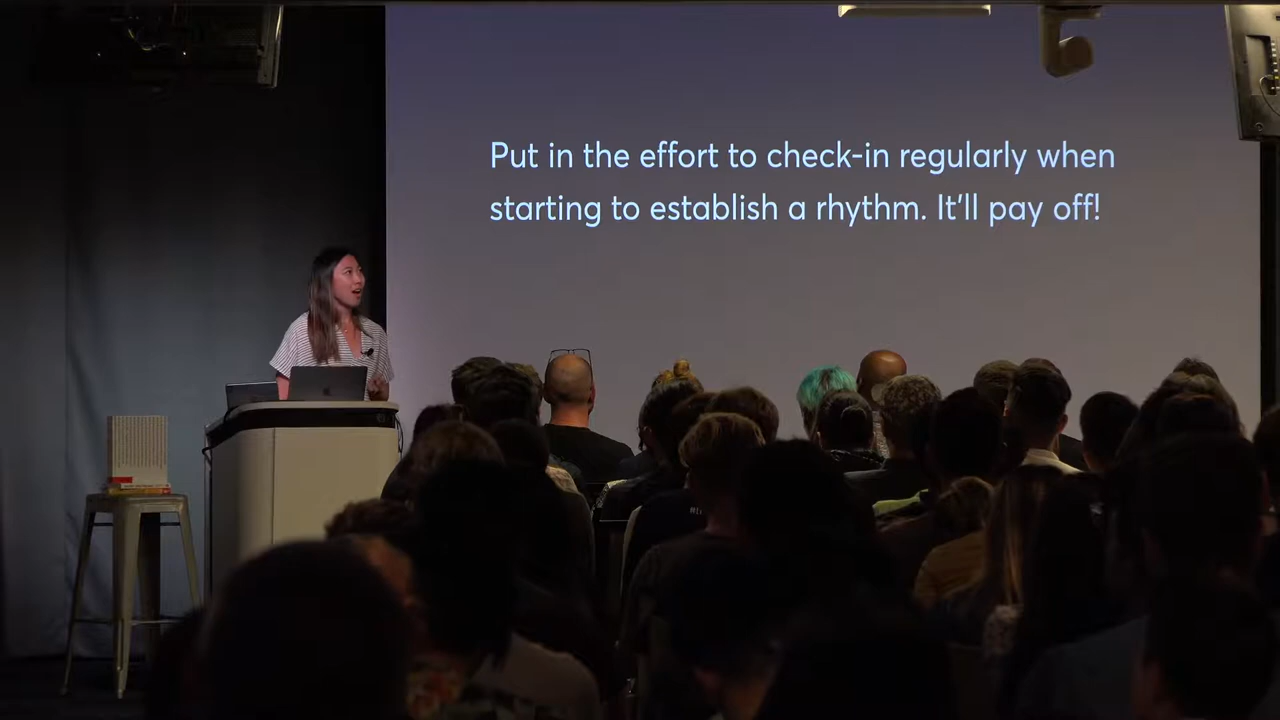 Put in the effort to check-in regularly when
starting to establish a rhythm. It'll pay off!